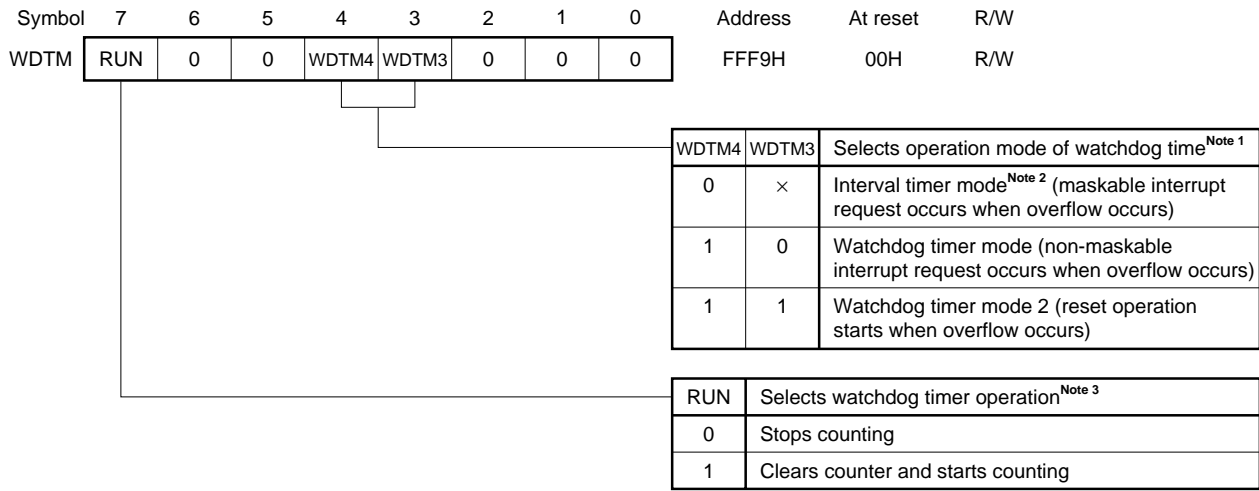 Symbol 7 6 5 4 3 2 1 0 Address At reset R/W
WDTM RUN 0 0 WDTM4 WDTM3 0 0 0 FFF9H 00H R/W
WDTM4 WDTM3 Selects operation mode of watchdog time Note 1
0 × Interval timer mode Note 2 (maskable interrupt
request occurs when overflow occurs)
1 0 Watchdog timer mode (non-maskable
interrupt request occurs when overflow occurs)
1 1 Watchdog timer mode 2 (reset operation
starts when overflow occurs)
RUN Selects watchdog timer operation Note 3
0 Stops counting
1 Clears counter and starts counting